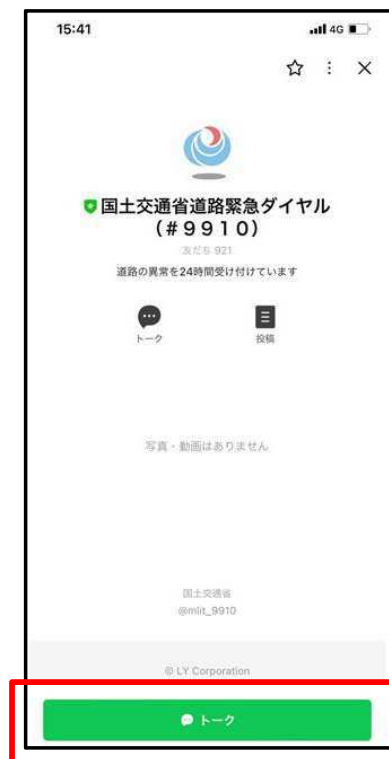 15:41
4G
国土交通省道路緊急ダイヤル
(#9910)
友だち 921
道路の異常を24時間受け付けています
トーク
投稿
写真・動画はありません
国土交通省
@mlit_9910
© LY Corporation
トーク